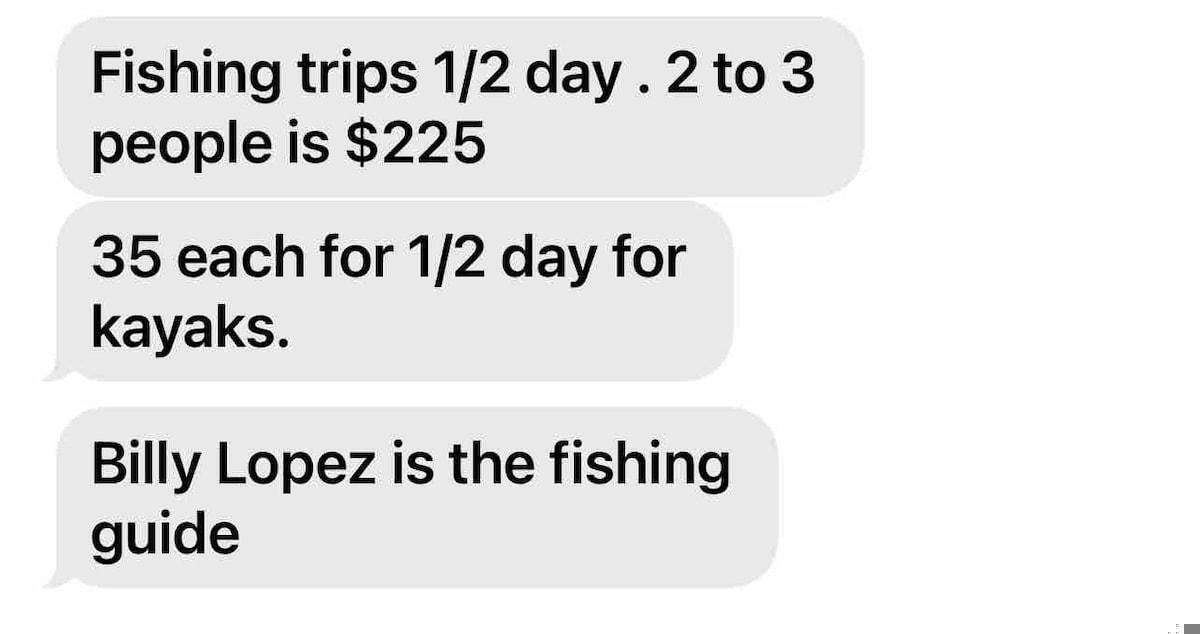 Fishing trips 1/2 day . 2 to 3
people is $225
35 each for 1/2 day for
kayaks.
Billy Lopez is the fishing
guide